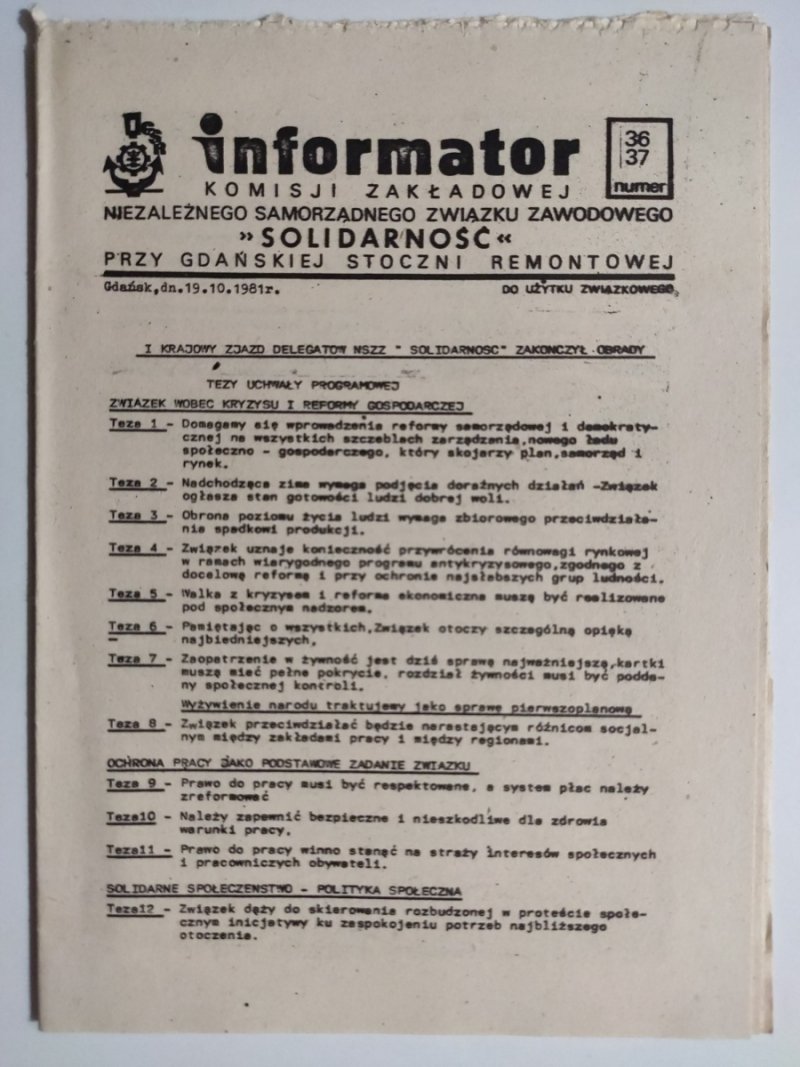 informator
36
37
numer
KOMISJI ZAKŁADOWEJ
NIEZALEŻNEGO SAMORZĄDNEGO ZWIĄZKU ZAWODOWEGO
»SOLIDARNOŚĆ«
PRZY GDAŃSKIEJ STOCZNI REMONTOWEJ
Gdańsk,dn.19.10.1981r.
DO UŻYTKU ZWIĄZKOWEGO
I KRAJOWY ZJAZD DELEGATOW NSZZ " SOLIDARNOSC" ZAKONCZYŁ OBRADY
TEZY UCHWAŁY PROGRAMOWEJ
ZWIAZEK WOBEC KRYZYSU I REFORMY GOSPODARCZEJ
Teza 1 - Domagamy się wprowadzenia reformy samorządowej i demokraty-
cznej na wszystkich szczeblach zarządzania,nowego ładu
społeczno - gospodarczego, który skojarzy plan,samorząd i
rynek.
Teza 2 - Nadchodząca zima wymaga podjęcia doraźnych działań -Związek
ogłasza stan gotowości ludzi dobrej woli.
Teza 3 - Obrona poziomu życia ludzi wymaga zbiorowego przeciwdziała-
nia spadkowi produkcji.
Teza 4 - Związek uznaje konieczność przywrócenia równowagi rynkowej
w ramach wiarygodnego programu antykryzysowego,zgodnego z
docelową reformą i przy ochronie najsłabszych grup ludności.
Teza 5 - Walka z kryzysem i reforma ekonomiczna muszą być realizowane
pod społecznym nadzorem.
Teza 6 - Pamiętając o wszystkich,Związek otoczy szczególną opieką
najbiedniejszych.
Teza 7 - Zaopatrzenie w żywność jest dziś sprawą najważniejszą,kartki
muszą mieć pełne pokrycie, rozdział żywności musi być podda-
ny społecznej kontroli.
Wyżywienie narodu traktujemy jako sprawę pierwszoplanową
Teza 8 - Związek przeciwdziałać będzie narastającym różnicom socjal-
nym między zakładami pracy i między regionami.
OCHRONA PRACY JAKO PODSTAWOWE ZADANIE ZWIAZKU
Teza 9 - Prawo do pracy musi być respektowane, a system płac należy
zreformować
Teza10 - Należy zapewnić bezpieczne i nieszkodliwe dla zdrowia
warunki pracy.
Teza11 - Prawo do pracy winno stanąć na straży interesów społecznych
i pracowniczych obywateli.
SOLIDARNE SPOŁECZENSTWO - POLITYKA SPOŁECZNA
Teza12 - Związek dąży do skierowania rozbudzonej w proteście społe-
cznym inicjatywy ku zaspokojeniu potrzeb najbliższego
otoczenia.